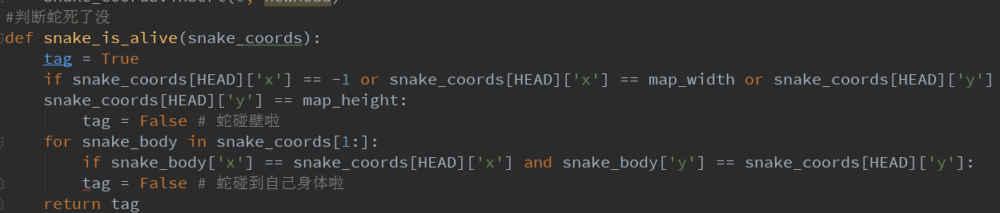 snake_coords.insert(0, newHead)
#判断蛇死了没
def snake_is_alive(snake_coords):
    tag = True
    if snake_coords[HEAD]['x'] == -1 or snake_coords[HEAD]['x'] == map_width or snake_coords[HEAD]['y']
    snake_coords[HEAD]['y'] == map_height:
        tag = False # 蛇碰壁啦
    for snake_body in snake_coords[1:]:
        if snake_body['x'] == snake_coords[HEAD]['x'] and snake_body['y'] == snake_coords[HEAD]['y']:
        tag = False # 蛇碰到自己身体啦
    return tag